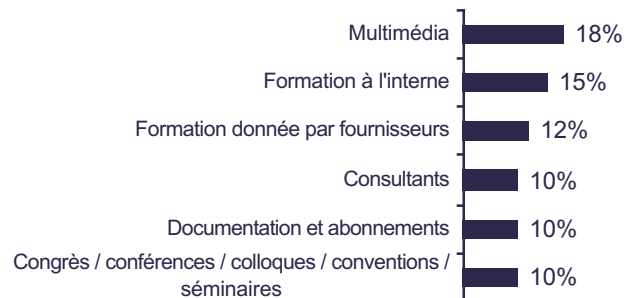 Multimédia 18%
Formation à l'interne 15%
Formation donnée par fournisseurs 12%
Consultants 10%
Documentation et abonnements 10%
Congrès / conférences / colloques / conventions /
séminaires 10%